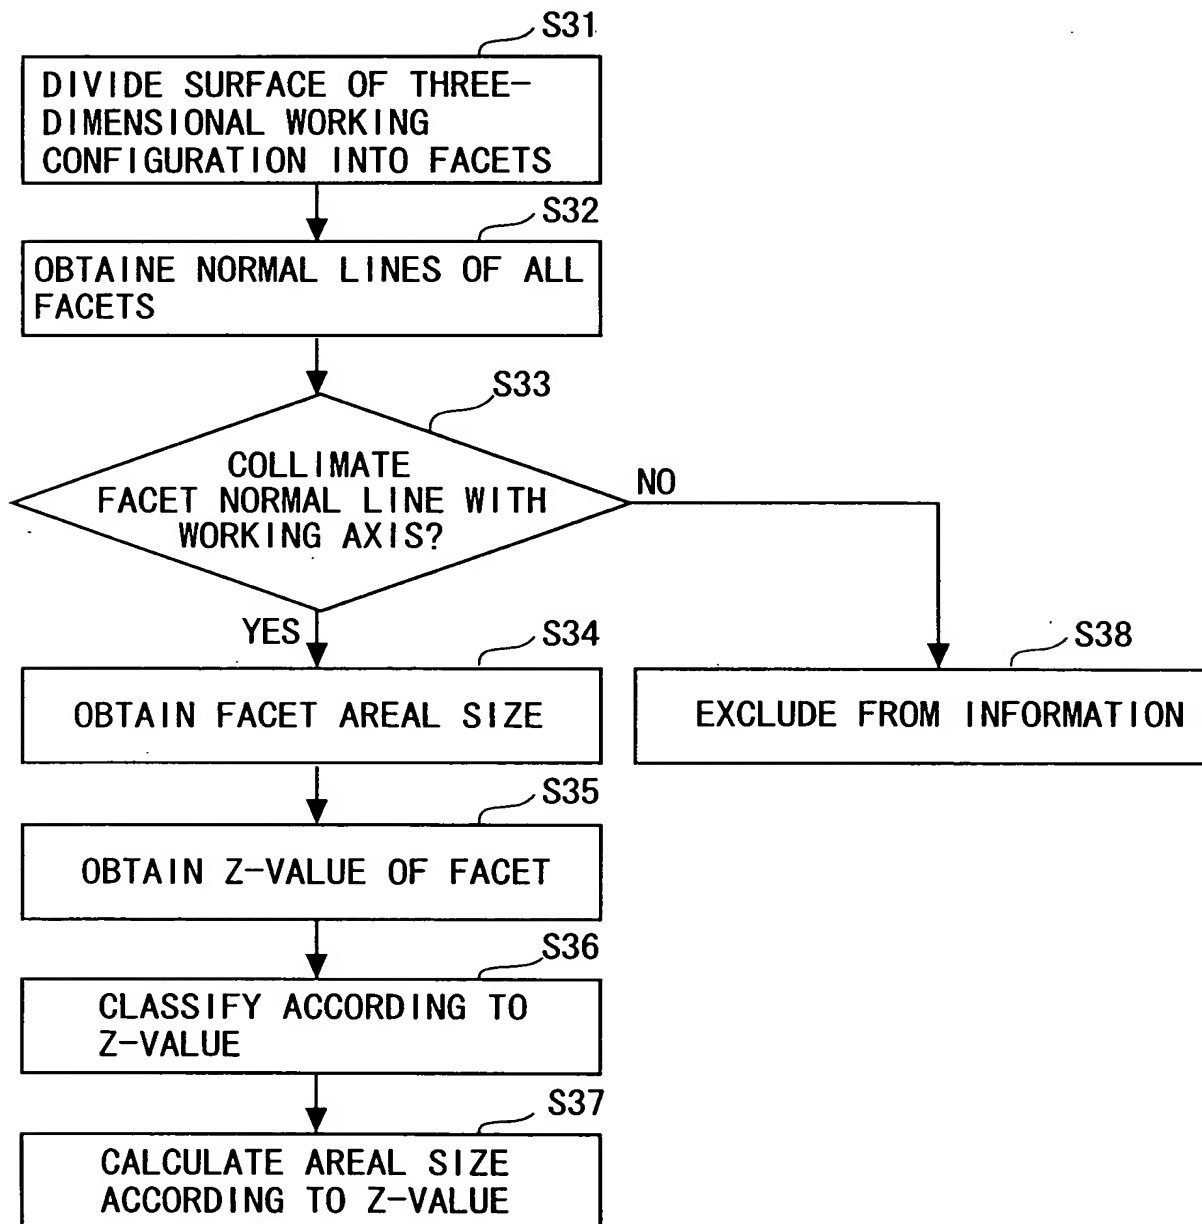 S31
DIVIDE SURFACE OF THREE-
DIMENSIONAL WORKING
CONFIGURATION INTO FACETS
S32
OBTAINE NORMAL LINES OF ALL
FACETS
S33
COLLIMATE
FACET NORMAL LINE WITH
WORKING AXIS?
NO
YES
S34
OBTAIN FACET AREAL SIZE
S38
EXCLUDE FROM INFORMATION
S35
OBTAIN Z-VALUE OF FACET
S36
CLASSIFY ACCORDING TO
Z-VALUE
S37
CALCULATE AREAL SIZE
ACCORDING TO Z-VALUE